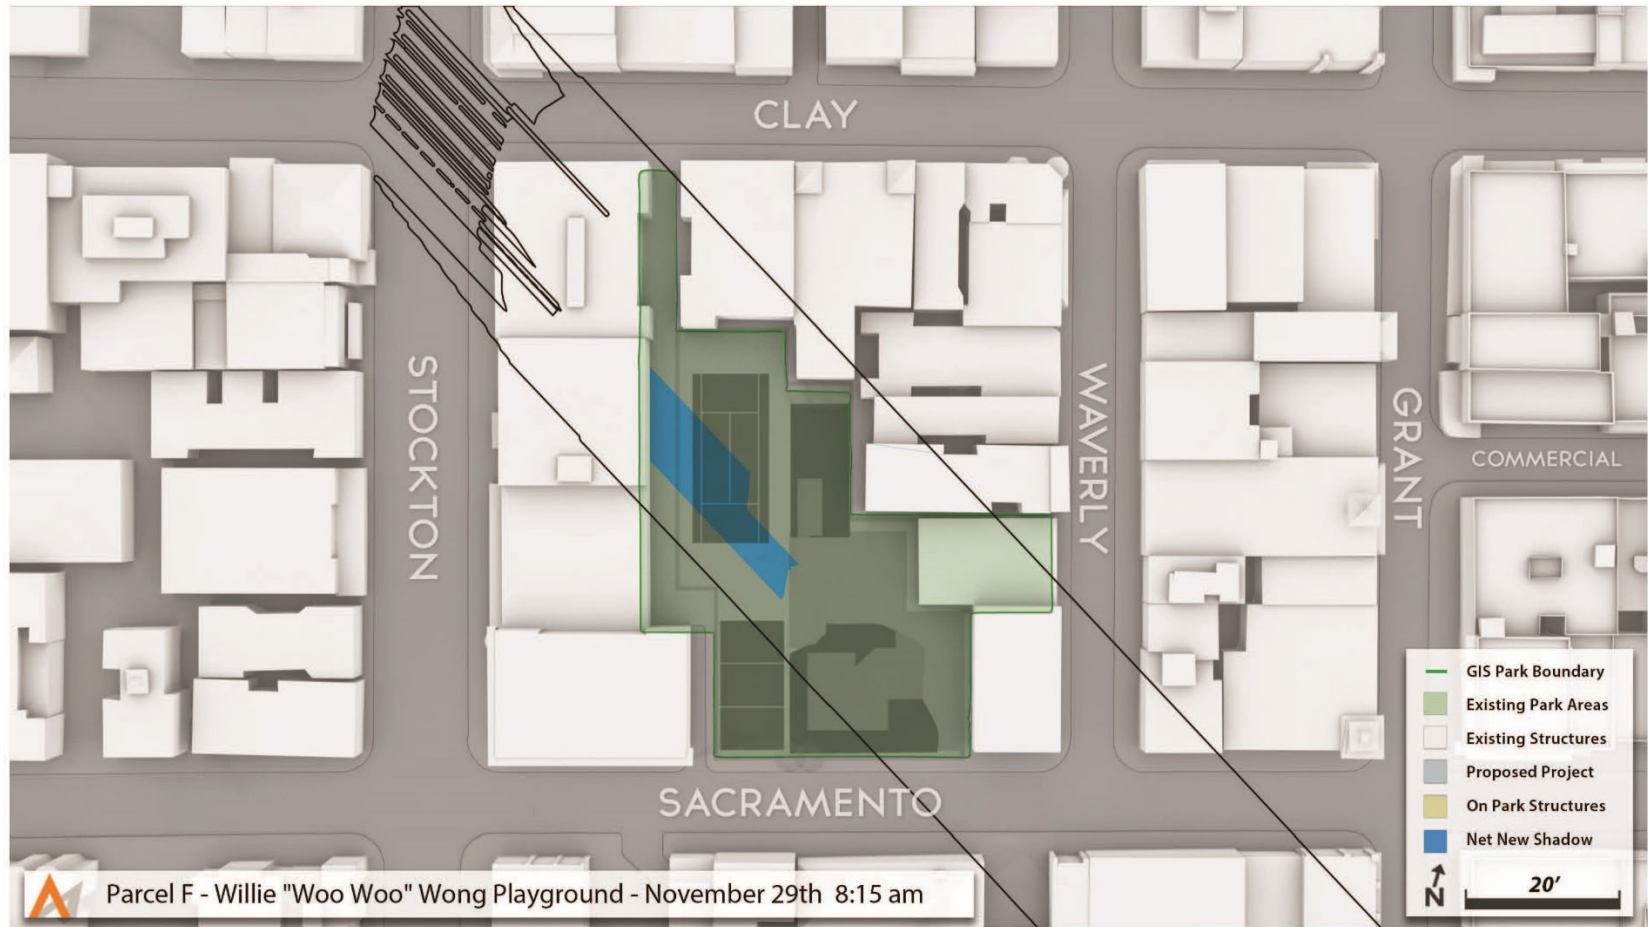 CLAY
STOCKTON
WAVERLY
GRANT
COMMERCIAL
SACRAMENTO
GIS Park Boundary
Existing Park Areas
Existing Structures
Proposed Project
On Park Structures
Net New Shadow
N
20'
Parcel F - Willie "Woo Woo" Wong Playground - November 29th 8:15 am